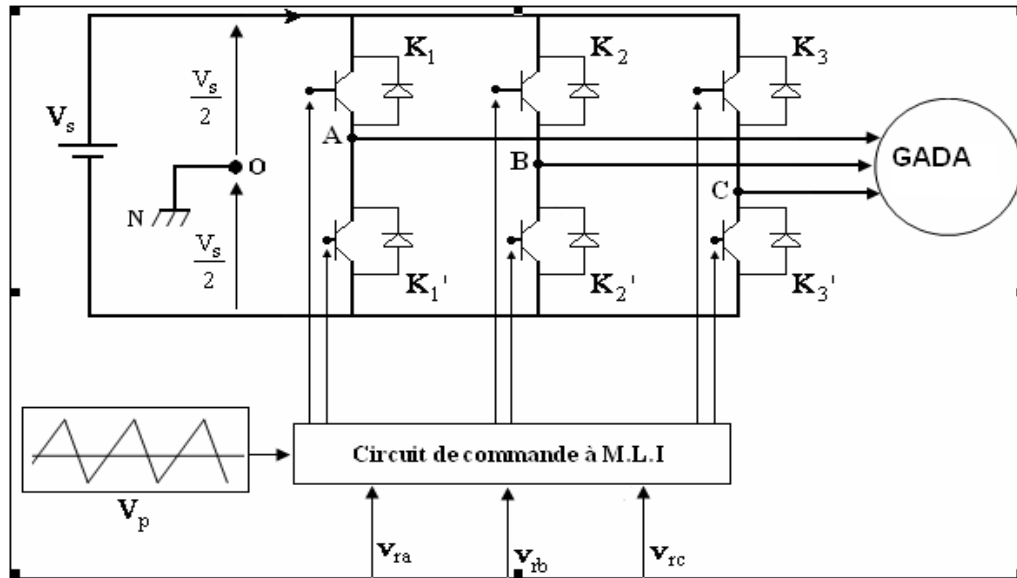 K1
K2
K3
Vs/2
Vs
A
GADA
O
B
N
C
Vs/2
K1'
K2'
K3'
Circuit de commande à M.L.I
Vp
vra
vrb
vrc